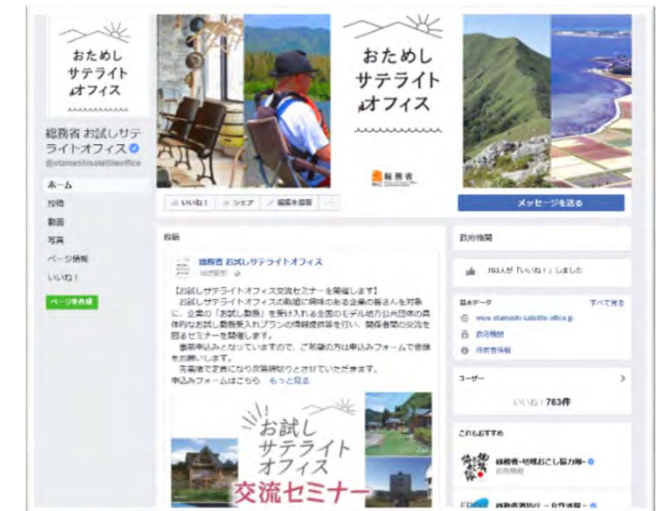 おためし
サテライト
オフィス
おためし
サテライト
オフィス
総務省
総務省 お試しサテ
ライトオフィス
@otameshisatelliteoffice
ホーム
投稿
動画
写真
ページ情報
いいね！
ページを作成
いいね！
シェア
メッセージを送る
投稿
総務省 お試しサテライトオフィス
【お試しサテライトオフィス交流セミナーを開催します】
お試しサテライトオフィスの取組に興味のある企業の皆さんを対象
に、企業の「お試し勤務」を受け入れる全国のモデル地方公共団体の具
体的なお試し勤務受入プランの情報提供等を行い、関係者間の交流を
図るセミナーを開催します。
事前申込みとなっていますので、ご希望の方は申込みフォームで登録
をお願いします。
先着順で定員になり次第締切りとさせていただきます。
申込みフォームはこちら もっと見る
お試し
サテライト
オフィス
交流セミナー
政府機関
763人が「いいね！」しました
基本データ
すべて見る
www.otameshi-satellite-office.jp
政府機関
ユーザー
いいね！763件
これもおすすめ
総務省-地域おこし協力隊-
政府機関